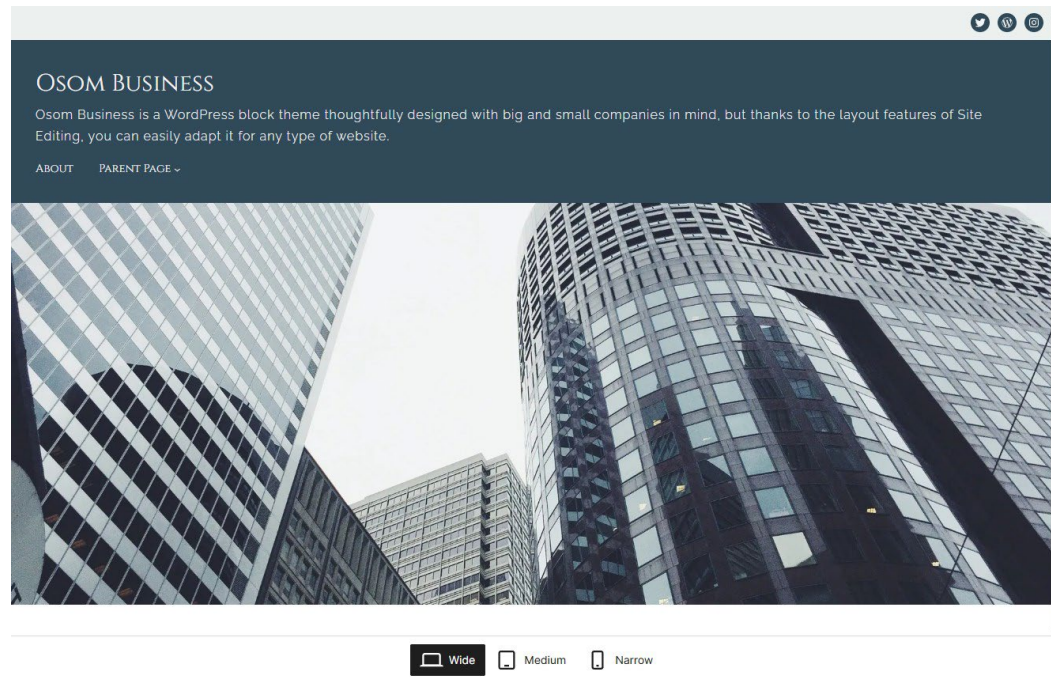 Osom Business
Osom Business is a WordPress block theme thoughtfully designed with big and small companies in mind, but thanks to the layout features of Site
Editing, you can easily adapt it for any type of website.
About Parent Page
Wide Medium Narrow